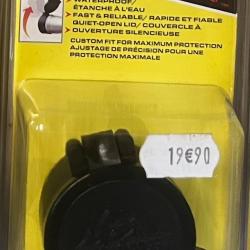 WATERPROOF/
ÉTANCHE À L'EAU
FAST & RELIABLE/ RAPIDE ET FIABLE
QUIET-OPEN LID/ COUVERCLE À
OUVERTURE SILENCIEUSE
CUSTOM FIT FOR MAXIMUM PROTECTION
AJUSTAGE DE PRÉCISION POUR UNE
PROTECTION MAXIMALE
19€90